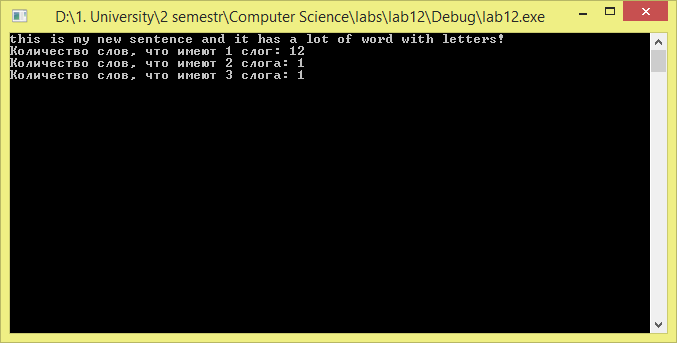 D:\1. University\2 semestr\Computer Science\labs\lab12\Debug\lab12.exe
this is my new sentence and it has a lot of word with letters!
Количество слов, что имеют 1 слог: 12
Количество слов, что имеют 2 слога: 1
Количество слов, что имеют 3 слога: 1